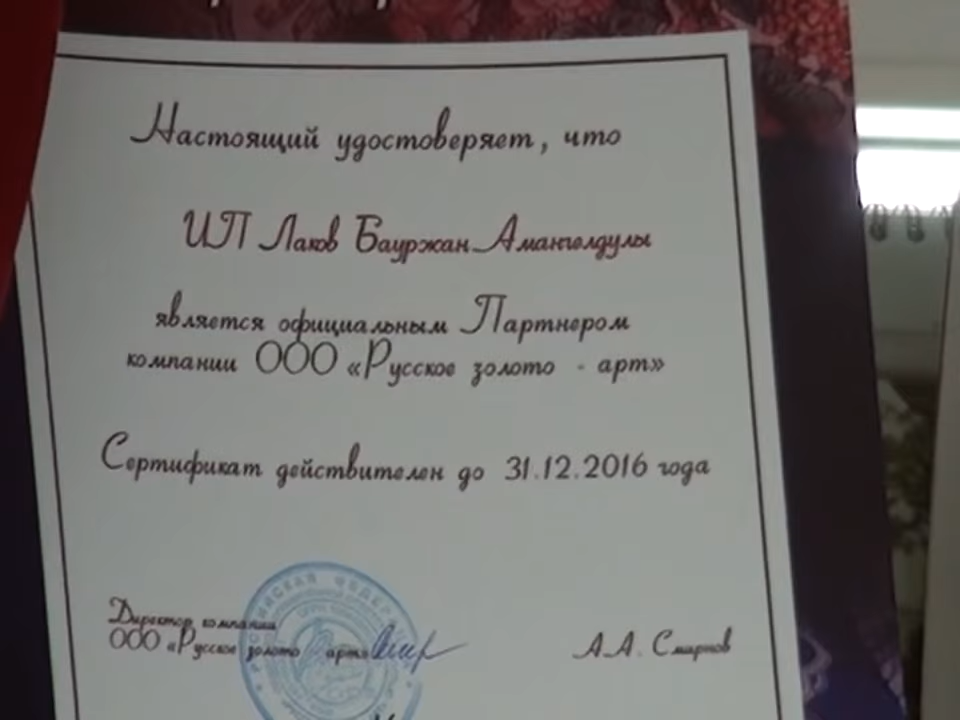 Настоящий удостоверяет, что
ИП Лаков Бауржан Амангелдулы
является официальным Партнером
компании ООО «Русское золото - арт»
Сертификат действителен до 31.12.2016 года
Директор компании
ООО «Русское золото арт» А.А. Смирнов